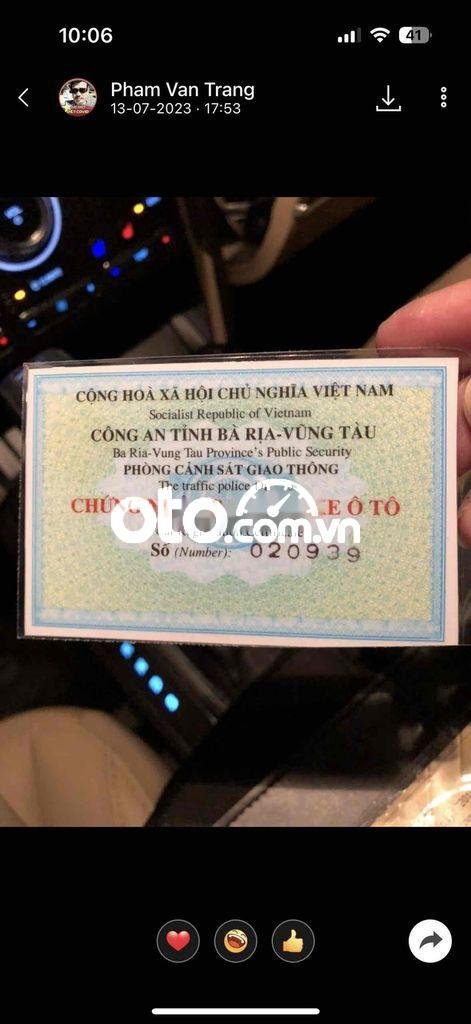 10:06
41
Pham Van Trang
13-07-2023 · 17:53
CỘNG HOÀ XÃ HỘI CHỦ NGHĨA VIỆT NAM
Socialist Republic of Vietnam
CÔNG AN TỈNH BÀ RỊA-VŨNG TÀU
Ba Ria-Vung Tau Province's Public Security
PHÒNG CẢNH SÁT GIAO THÔNG
The traffic police
CHỨNG Ô TÔ
oto.com.vn
Số (Number): 020939